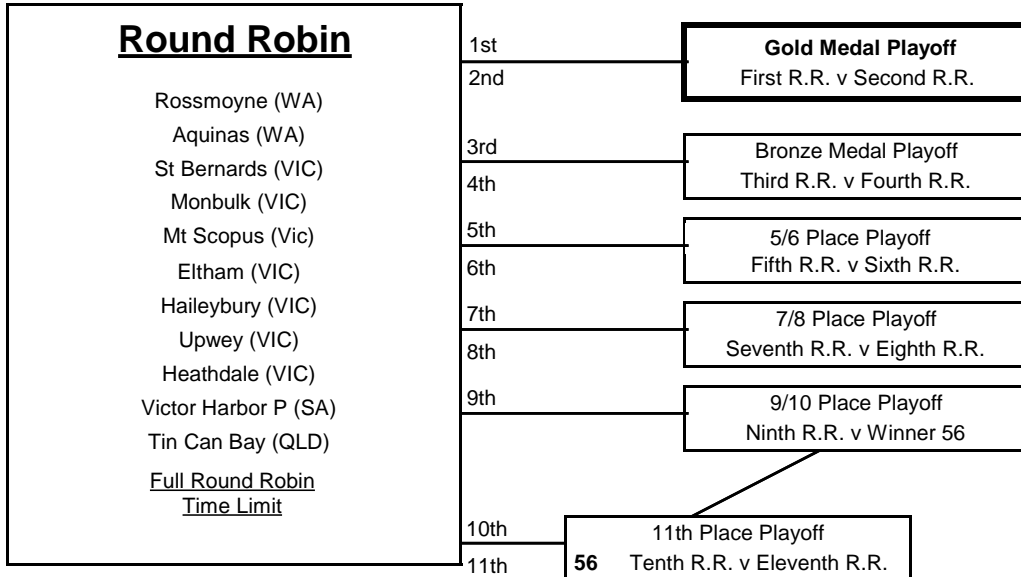 Round Robin
Rossmoyne (WA)
Aquinas (WA)
St Bernards (VIC)
Monbulk (VIC)
Mt Scopus (Vic)
Eltham (VIC)
Haileybury (VIC)
Upwey (VIC)
Heathdale (VIC)
Victor Harbor P (SA)
Tin Can Bay (QLD)
Full Round Robin
Time Limit
1st
2nd
Gold Medal Playoff
First R.R. v Second R.R.
3rd
4th
Bronze Medal Playoff
Third R.R. v Fourth R.R.
5th
6th
5/6 Place Playoff
Fifth R.R. v Sixth R.R.
7th
8th
7/8 Place Playoff
Seventh R.R. v Eighth R.R.
9th
9/10 Place Playoff
Ninth R.R. v Winner 56
10th
11th
11th Place Playoff
56 Tenth R.R. v Eleventh R.R.